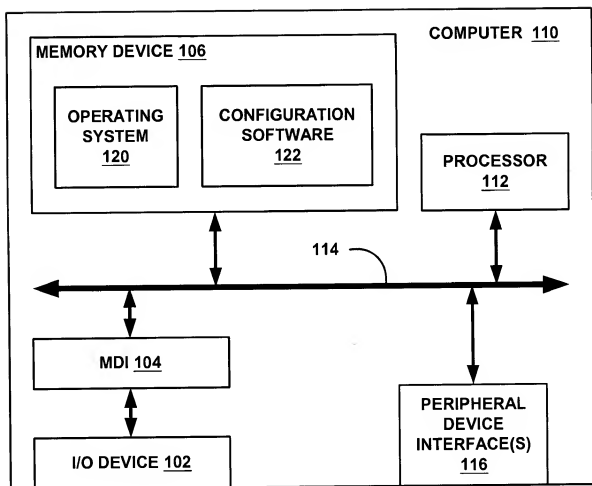 COMPUTER 110
MEMORY DEVICE 106
OPERATING
SYSTEM
120
CONFIGURATION
SOFTWARE
122
PROCESSOR
112
114
MDI 104
I/O DEVICE 102
PERIPHERAL
DEVICE
INTERFACE(S)
116